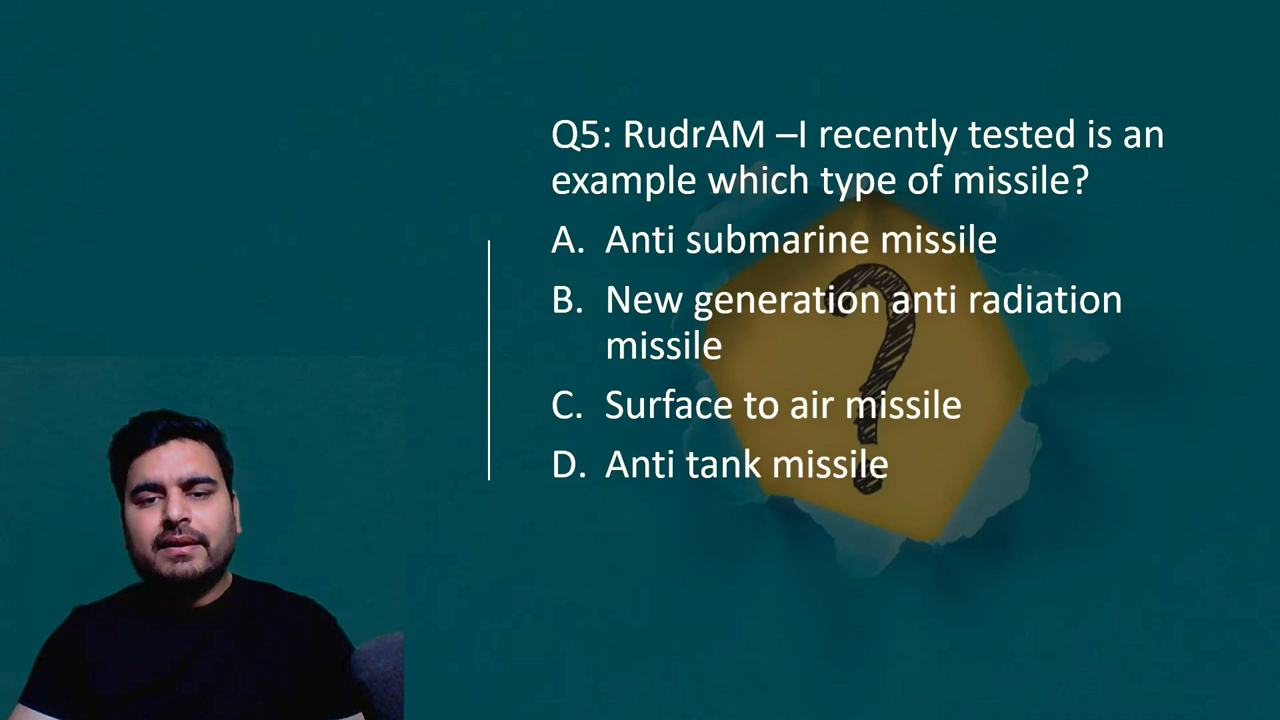 Q5: RudrAM –I recently tested is an
example which type of missile?
A. Anti submarine missile
B. New generation anti radiation
missile
C. Surface to air missile
D. Anti tank missile